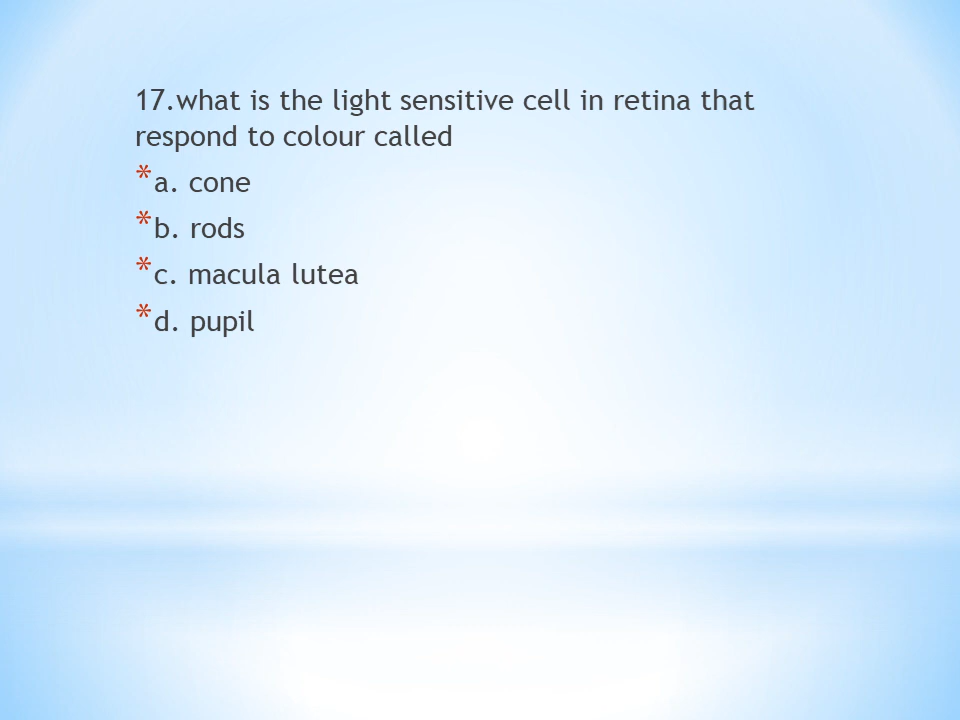 17.what is the light sensitive cell in retina that
respond to colour called
* a. cone
* b. rods
* c. macula lutea
* d. pupil